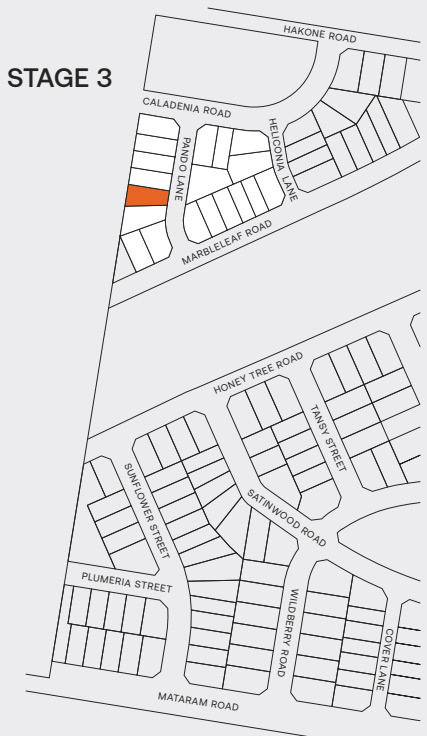 HAKONE ROAD
STAGE 3
CALADENIA ROAD
PANDO LANE
HELICONIA LANE
MARBLELEAF ROAD
HONEY TREE ROAD
TANSY STREET
SUNFLOWER STREET
SATINWOOD ROAD
PLUMERIA STREET
WILDBERRY ROAD
COVER LANE
MATARAM ROAD